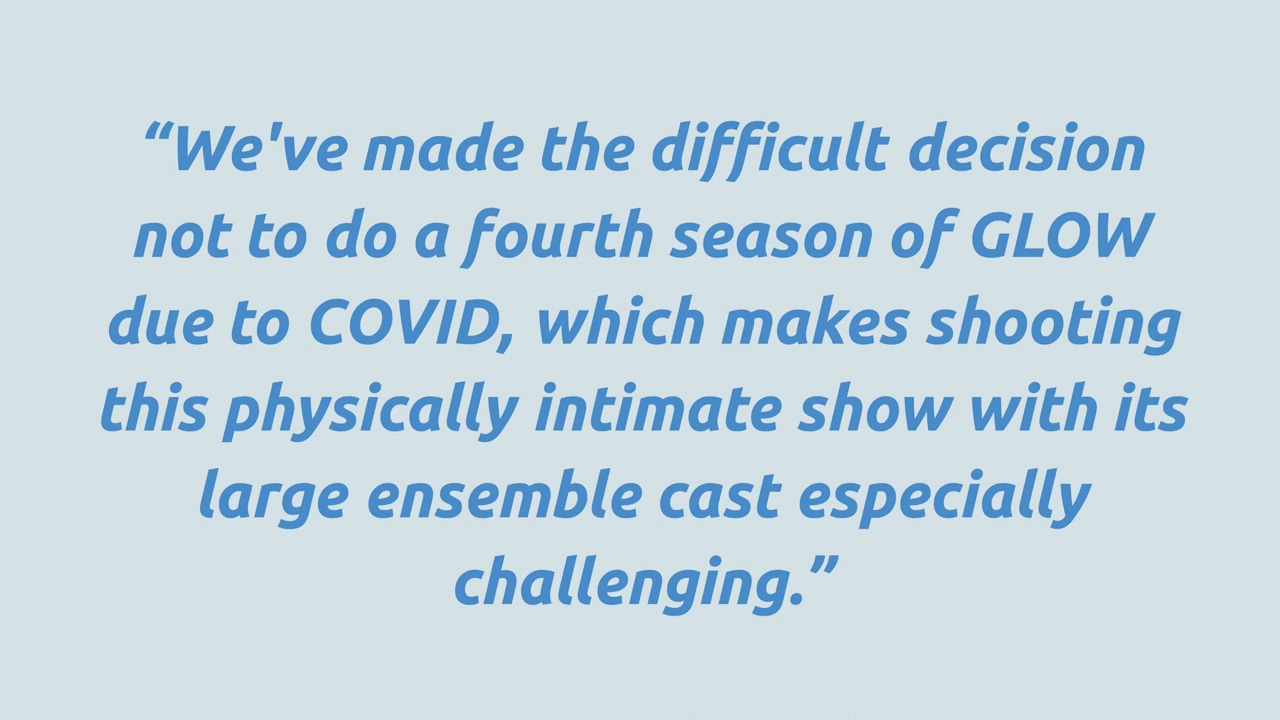 “We've made the difficult decision
not to do a fourth season of GLOW
due to COVID, which makes shooting
this physically intimate show with its
large ensemble cast especially
challenging.”